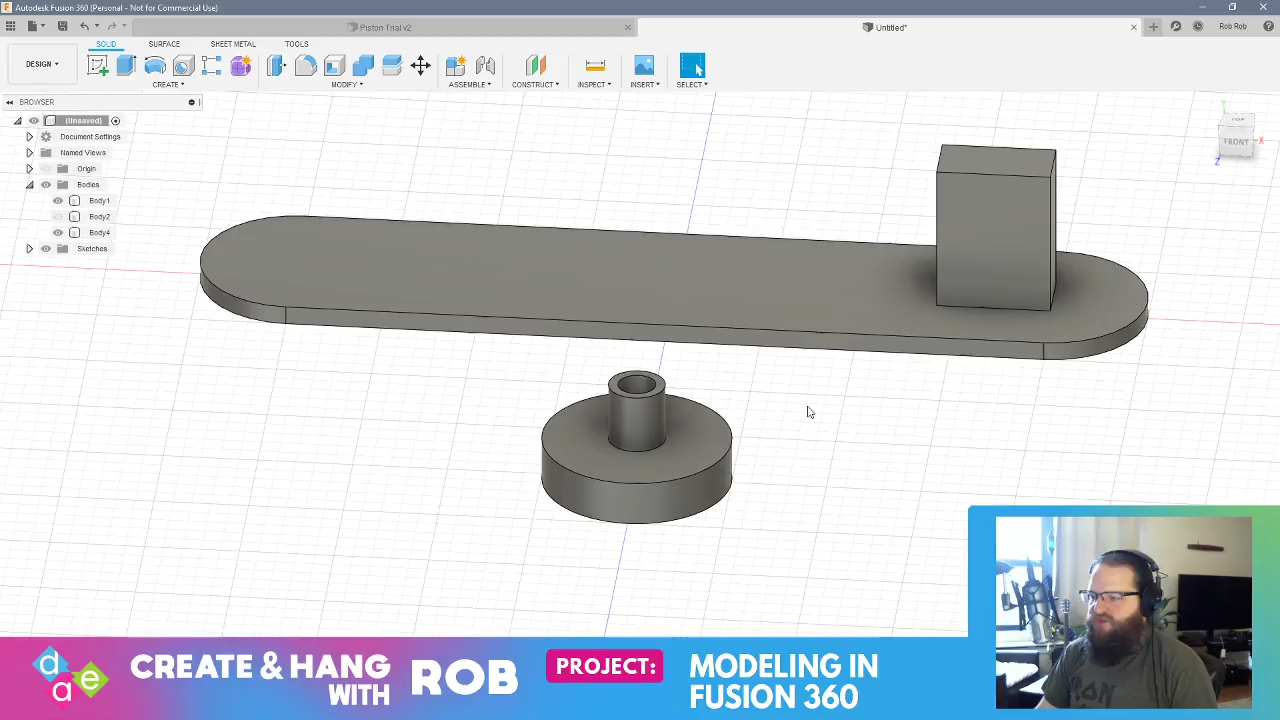 Autodesk Fusion 360 (Personal - Not for Commercial Use)
Piston Trial v2
Untitled*
Rob Rob
SOLID
SURFACE
SHEET METAL
TOOLS
DESIGN
CREATE
MODIFY
ASSEMBLE
CONSTRUCT
INSPECT
INSERT
SELECT
BROWSER
(Unsaved)
Document Settings
Named Views
Origin
Bodies
Body1
Body2
Body4
Sketches
TOP
FRONT
Y
X
Z
d
a
e
CREATE & HANG
WITH
ROB
PROJECT:
MODELING IN
FUSION 360